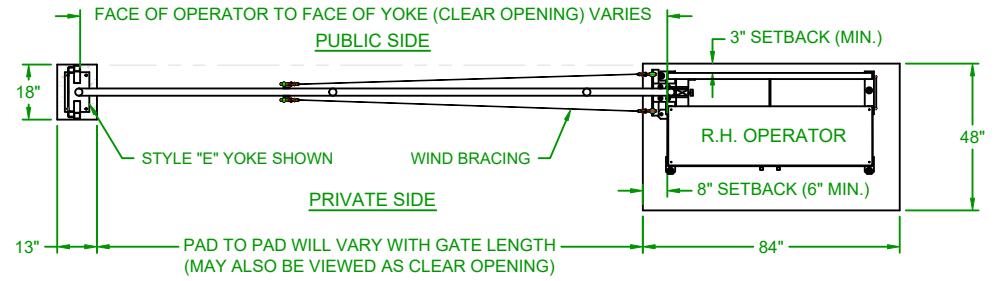 FACE OF OPERATOR TO FACE OF YOKE (CLEAR OPENING) VARIES
PUBLIC SIDE
3" SETBACK (MIN.)
18"
R.H. OPERATOR
48"
STYLE "E" YOKE SHOWN
WIND BRACING
8" SETBACK (6" MIN.)
PRIVATE SIDE
13"
PAD TO PAD WILL VARY WITH GATE LENGTH
(MAY ALSO BE VIEWED AS CLEAR OPENING)
84"